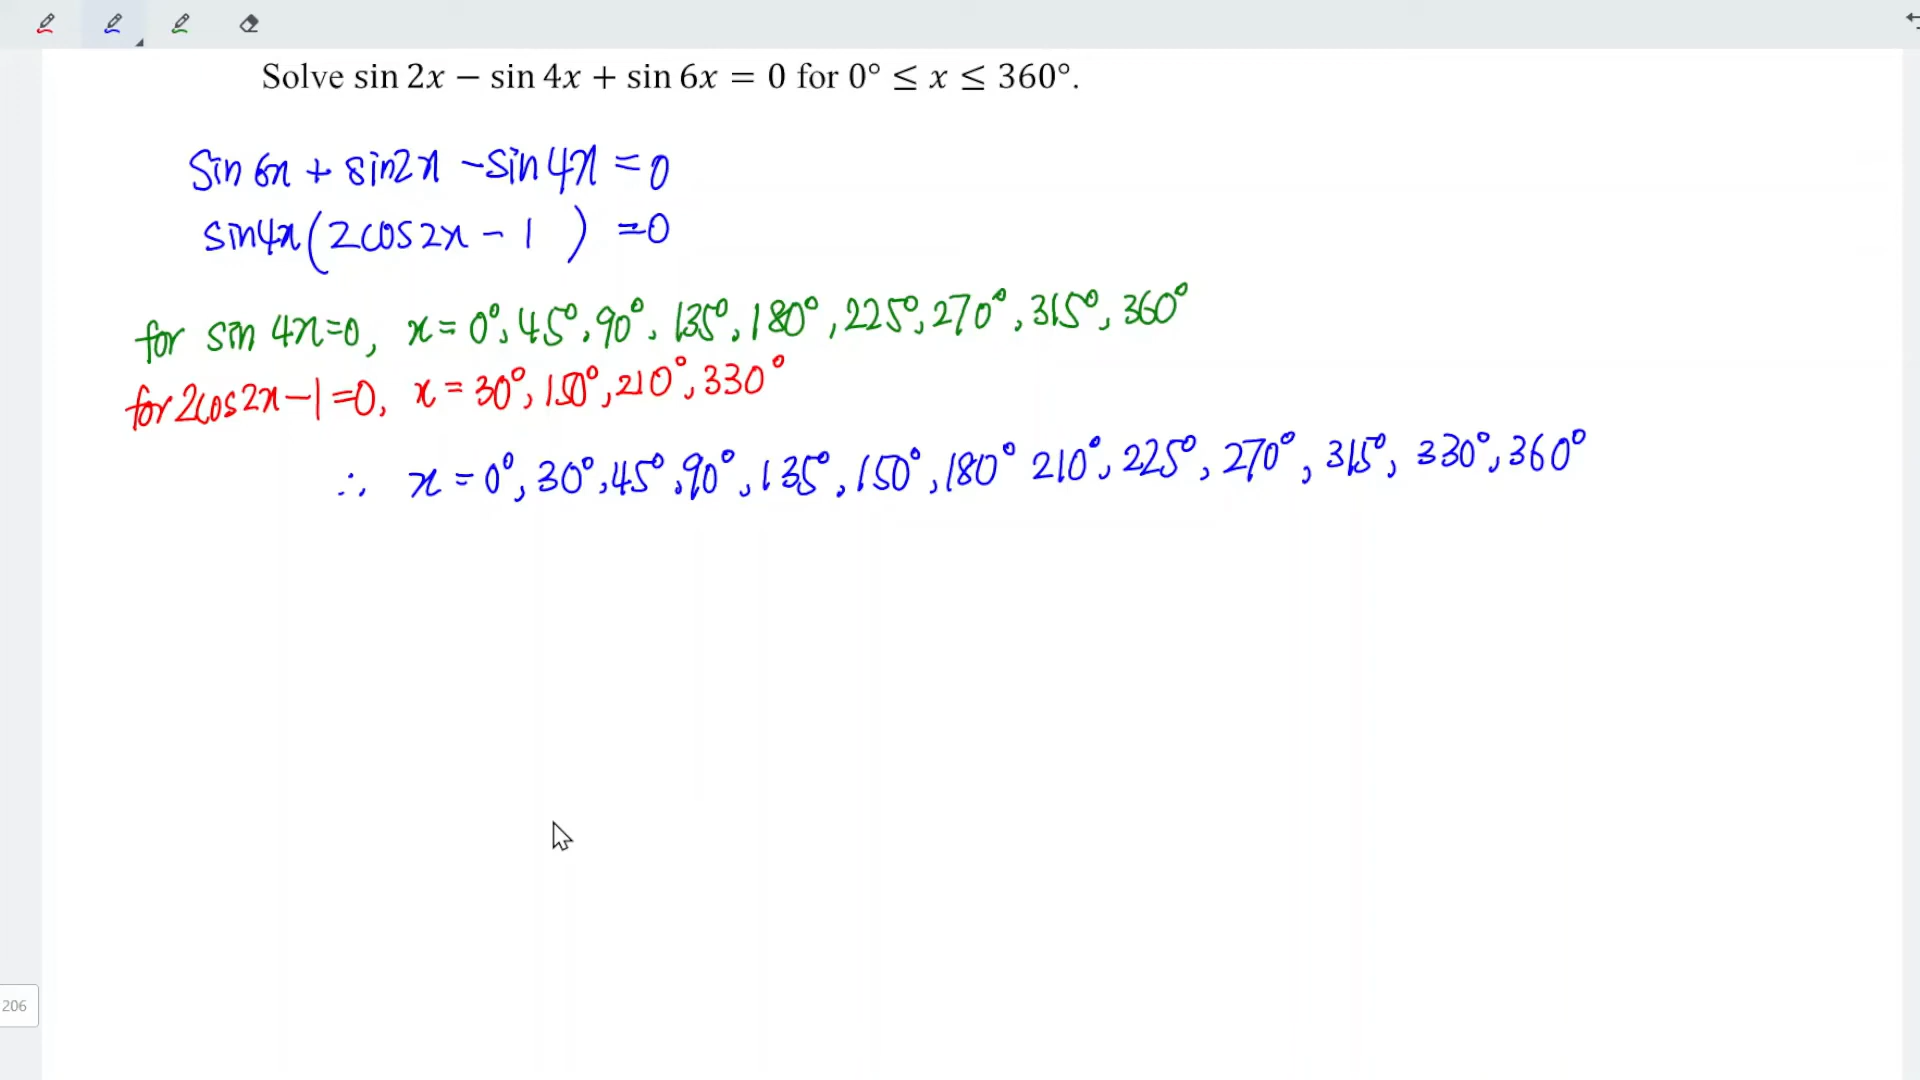 Solve sin 2x − sin 4x + sin 6x = 0 for 0° ≤ x ≤ 360°.
Sin 6x + sin2x −sin 4x = 0
sin4x(2cos2x − 1 ) =0
for sin 4x=0, x = 0°, 45°, 90°, 135°, 180°, 225°, 270°, 315°, 360°
for 2cos2x−1=0, x = 30°, 150°, 210°, 330°
∴ x = 0°, 30°, 45°, 90°, 135°, 150°, 180° 210°, 225°, 270°, 315°, 330°, 360°
206